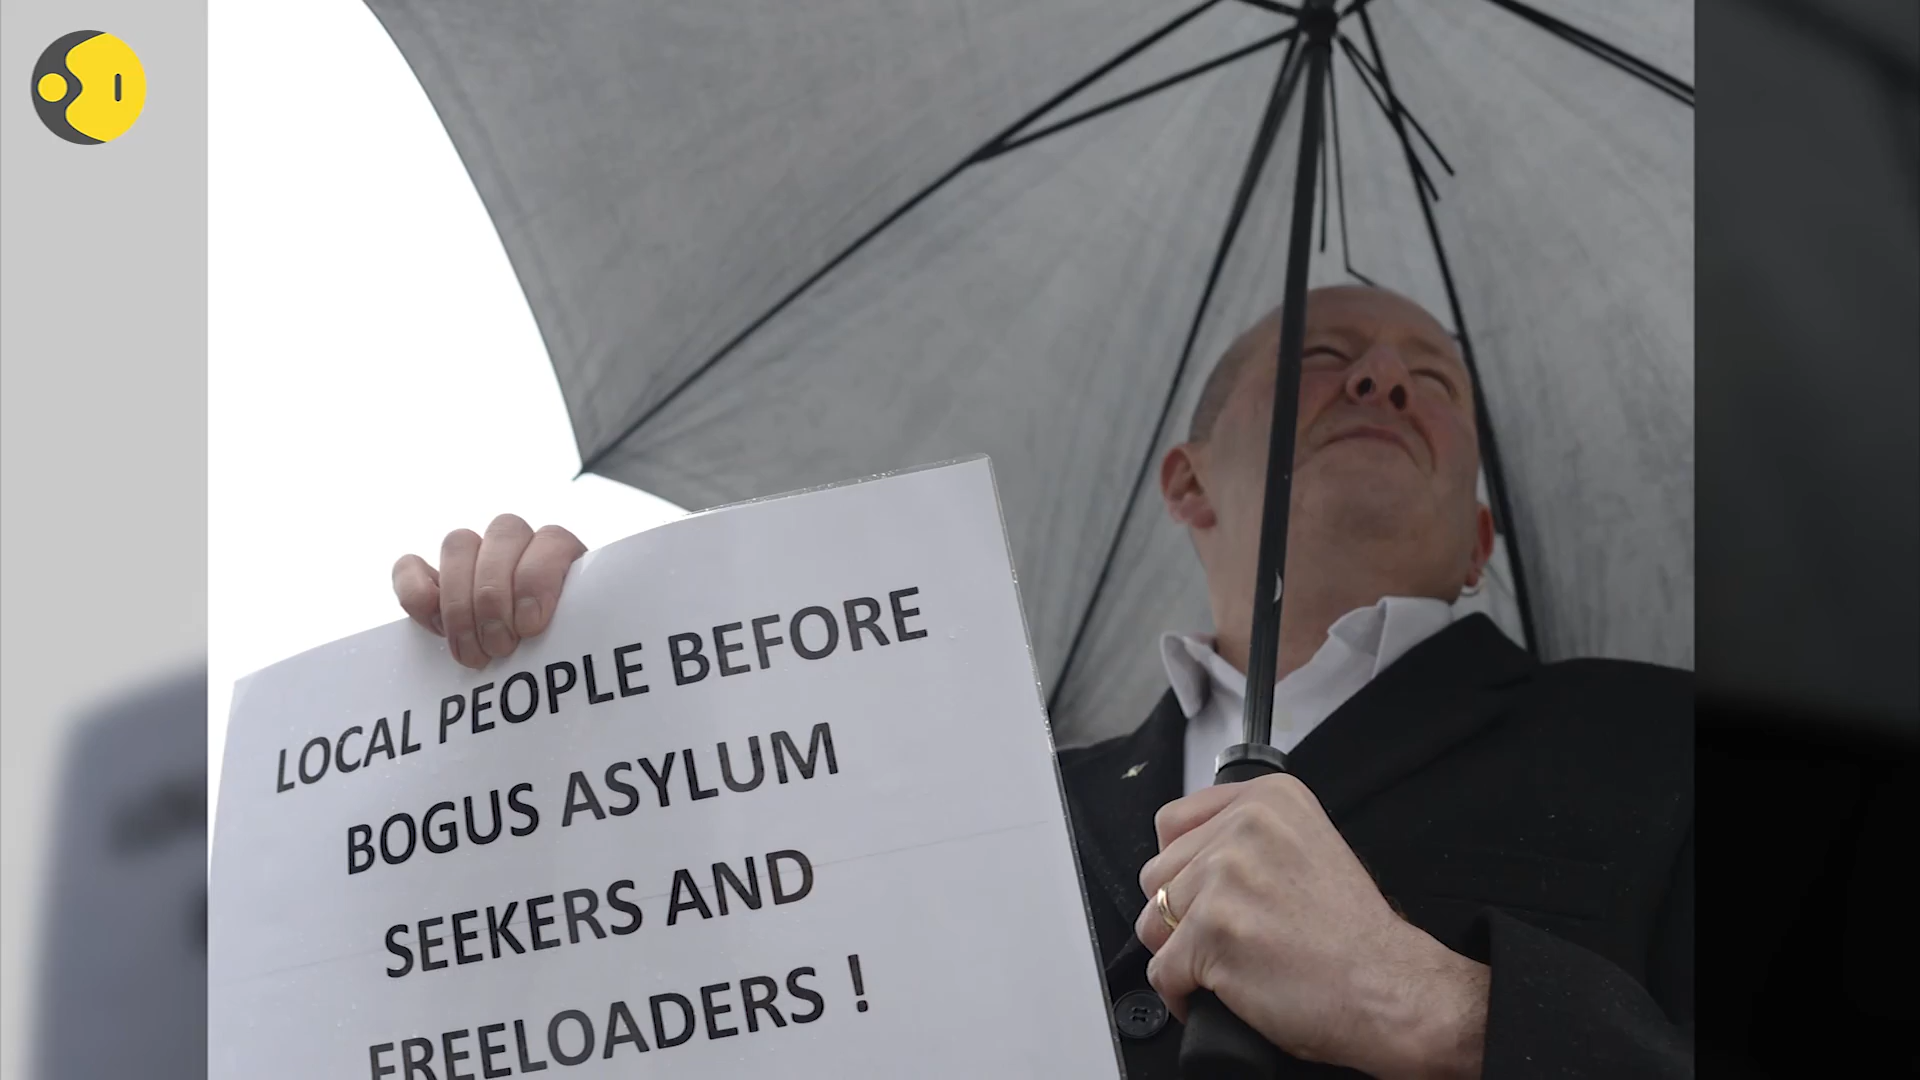 LOCAL PEOPLE BEFORE
BOGUS ASYLUM
SEEKERS AND
FREELOADERS !